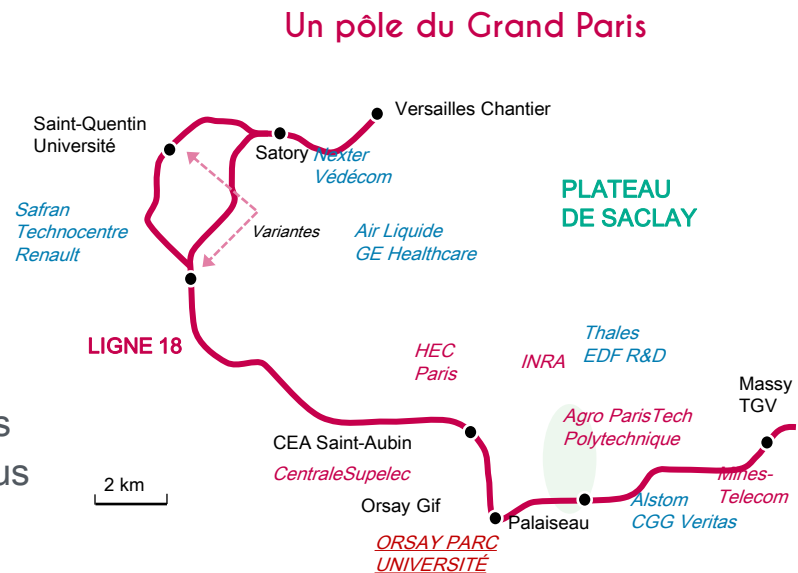 Un pôle du Grand Paris
Versailles Chantier
Saint-Quentin
Université
Satory
Nexter
Védécom
PLATEAU
DE SACLAY
Safran
Technocentre
Renault
Variantes
Air Liquide
GE Healthcare
LIGNE 18
HEC
Paris
INRA
Thales
EDF R&D
Massy
TGV
Agro ParisTech
Polytechnique
s
us
CEA Saint-Aubin
CentraleSupelec
2 km
Orsay Gif
Palaiseau
Alstom
CGG Veritas
Mines-
Telecom
ORSAY PARC
UNIVERSITÉ